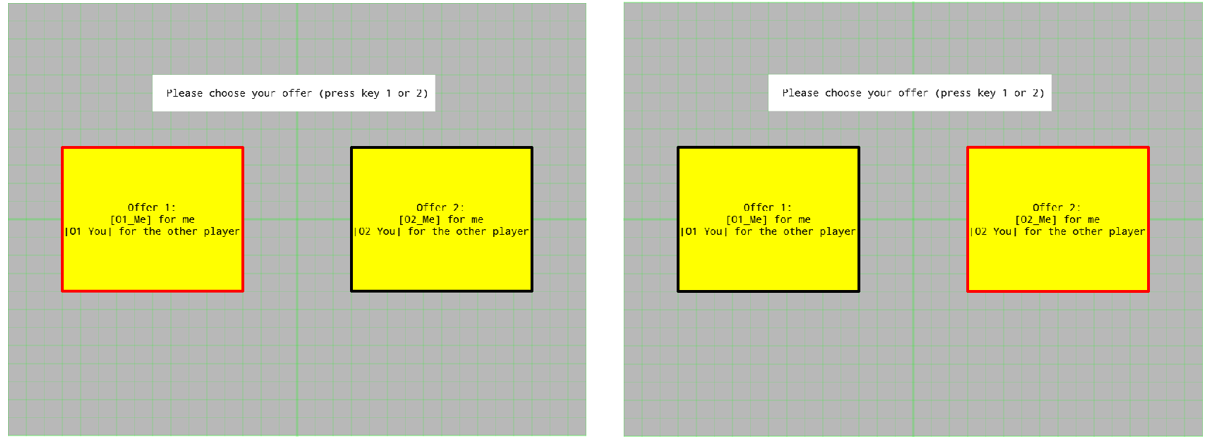 Please choose your offer (press key 1 or 2)
Offer 1:
[O1_Me] for me
[O1 You] for the other player
Offer 2:
[O2_Me] for me
[O2 You] for the other player
Please choose your offer (press key 1 or 2)
Offer 1:
[O1_Me] for me
[O1 You] for the other player
Offer 2:
[O2_Me] for me
[O2 You] for the other player